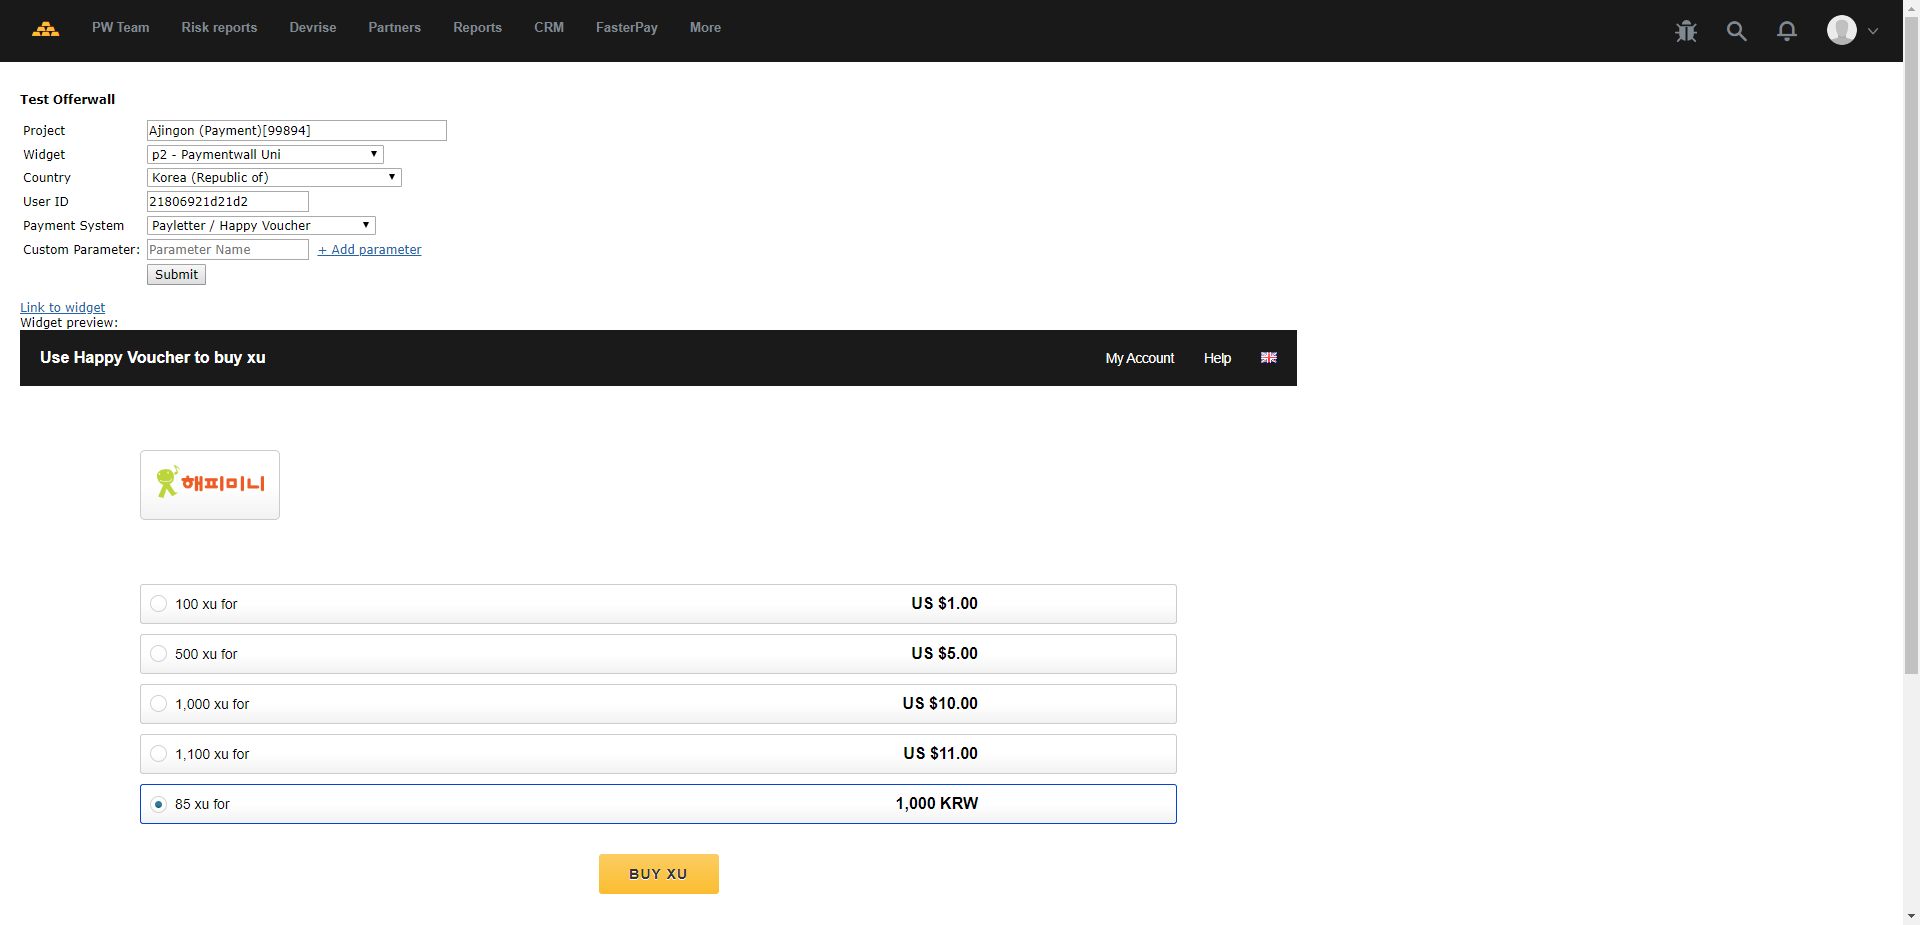 PW Team Risk reports Devrise Partners Reports CRM FasterPay More
Test Offerwall
Project Ajingon (Payment)[99894]
Widget p2 - Paymentwall Uni
Country Korea (Republic of)
User ID 21806921d21d2
Payment System Payletter / Happy Voucher
Custom Parameter: Parameter Name + Add parameter
Submit
Link to widget
Widget preview:
Use Happy Voucher to buy xu My Account Help
해피머니
100 xu for US $1.00
500 xu for US $5.00
1,000 xu for US $10.00
1,100 xu for US $11.00
85 xu for 1,000 KRW
BUY XU